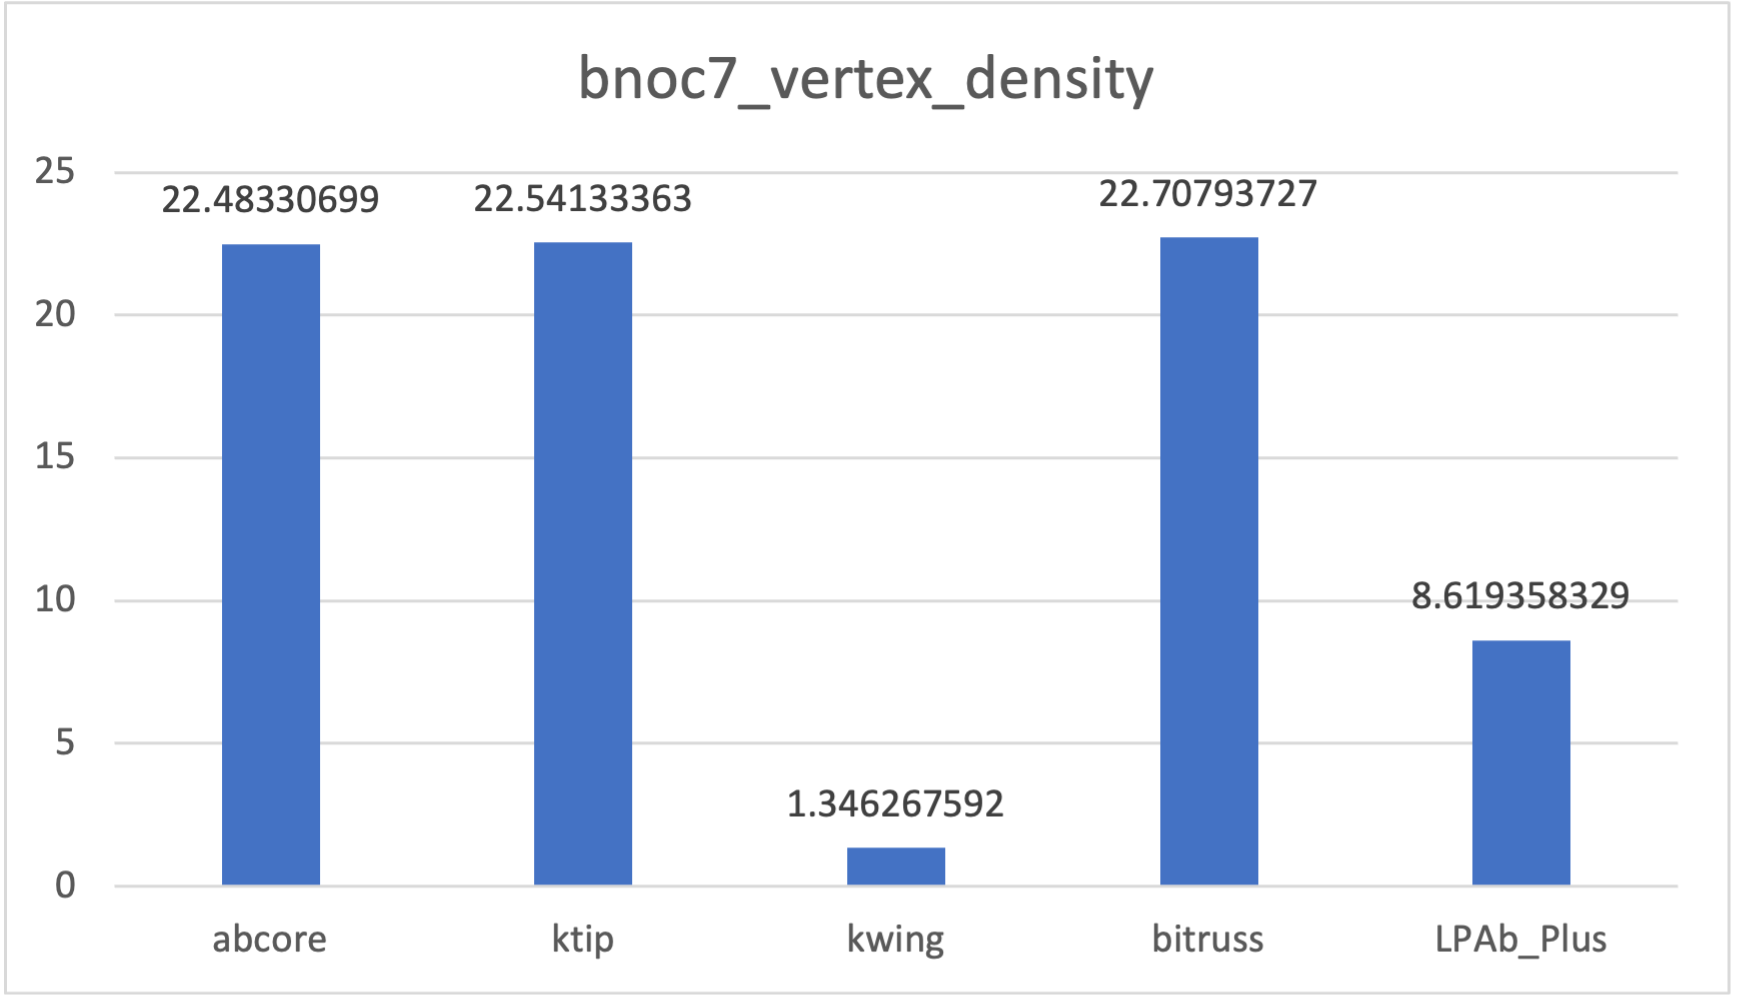 bnoc7_vertex_density
25
20
15
10
5
0
22.48330699
22.54133363
1.346267592
22.70793727
8.619358329
abcore
ktip
kwing
bitruss
LPAb_Plus